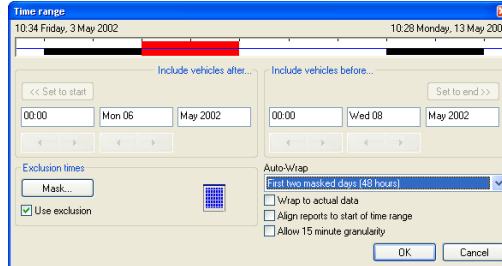 Time range
10:34 Friday, 3 May 2002 10:28 Monday, 13 May 200
Include vehicles after... Include vehicles before...
<< Set to start Set to end >>
00:00 Mon 06 May 2002 00:00 Wed 08 May 2002
Exclusion times Auto-Wrap
Mask... First two masked days (48 hours)
Wrap to actual data
Use exclusion Align reports to start of time range
Allow 15 minute granularity
OK Cancel